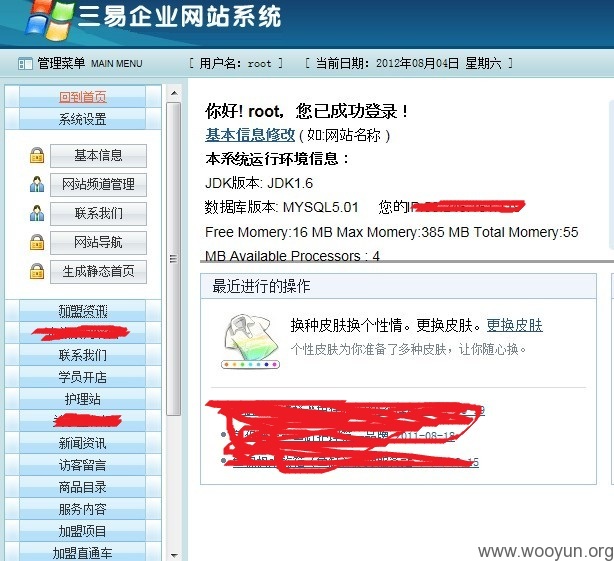 三易企业网站系统
管理菜单 MAIN MENU
[ 用户名: root ] [ 当前日期: 2012年08月04日 星期六 ]
回到首页
系统设置
基本信息
网站频道管理
联系我们
网站导航
生成静态首页
加盟资讯
联系我们
学员开店
护理站
新闻资讯
访客留言
商品目录
服务内容
加盟项目
加盟直通车
你好! root, 您已成功登录！
基本信息修改 ( 如:网站名称 )
本系统运行环境信息：
JDK版本: JDK1.6
数据库版本: MYSQL5.01 您的
Free Momery:16 MB Max Momery:385 MB Total Momery:55
MB Available Processors : 4
最近进行的操作
换种皮肤换个性情。更换皮肤。更换皮肤
个性皮肤为你准备了多种皮肤，让你随心换。
品牌 2011-08-18
www.wooyun.org